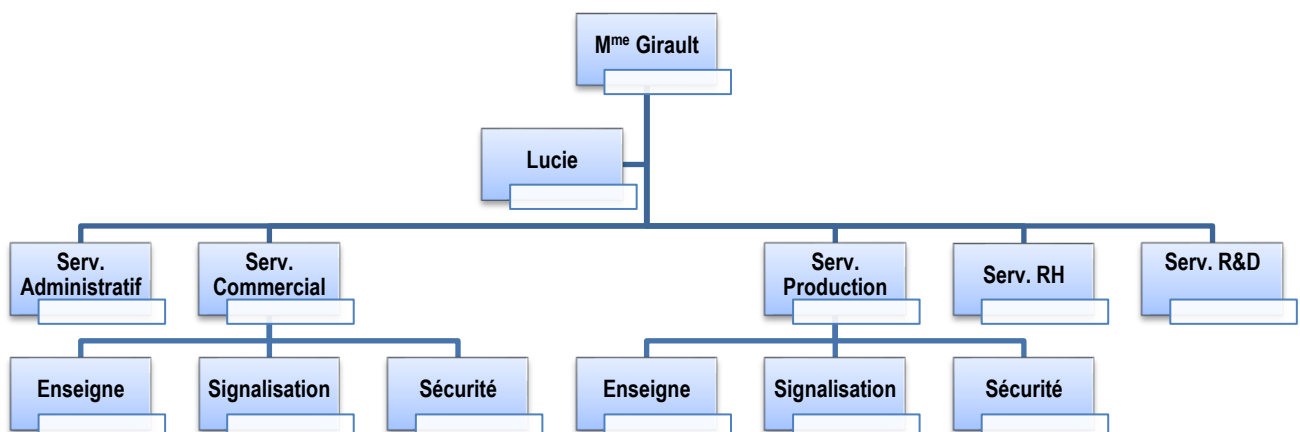 Mme Girault
Lucie
Serv.
Administratif
Serv.
Commercial
Serv.
Production
Serv. RH
Serv. R&D
Enseigne
Signalisation
Sécurité
Enseigne
Signalisation
Sécurité